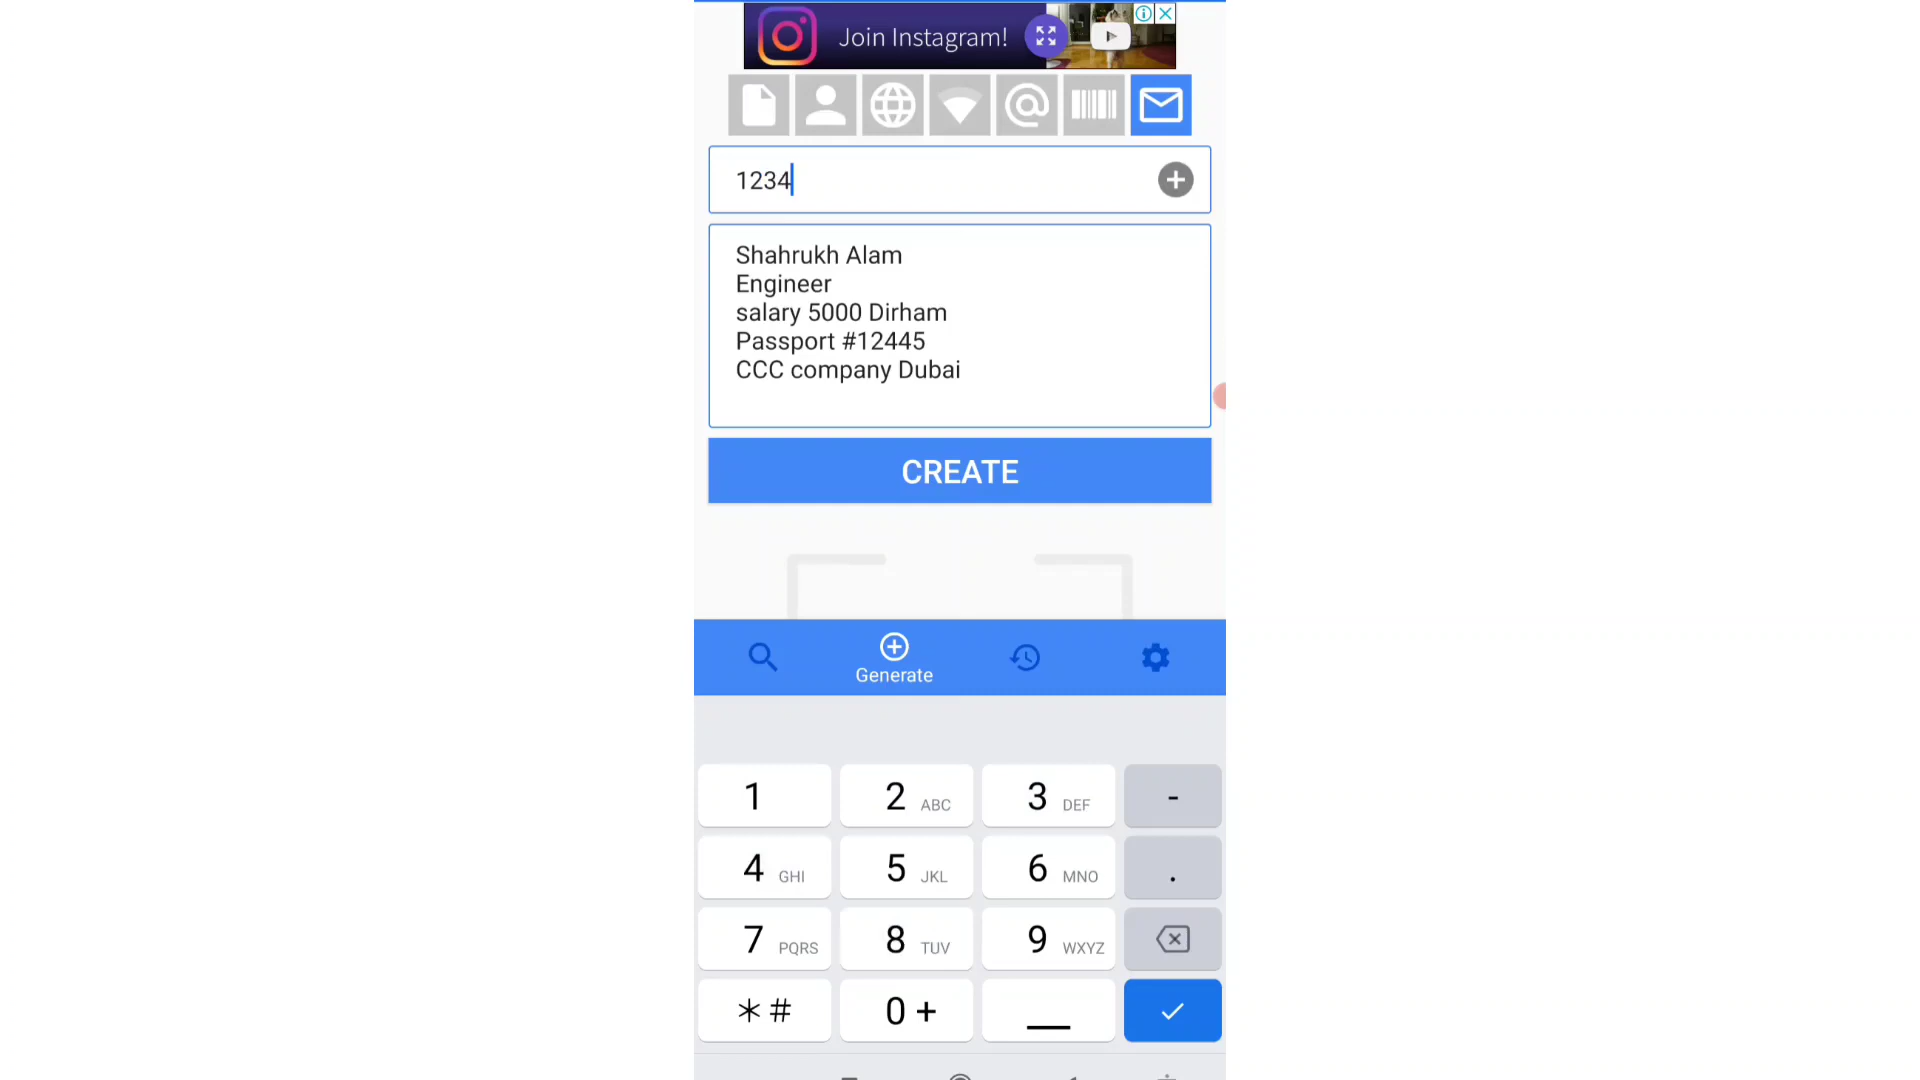 Join Instagram!
1234
Shahrukh Alam
Engineer
salary 5000 Dirham
Passport #12445
CCC company Dubai
CREATE
Generate
1
2 ABC
3 DEF
-
4 GHI
5 JKL
6 MNO
.
7 PQRS
8 TUV
9 WXYZ
* #
0 +